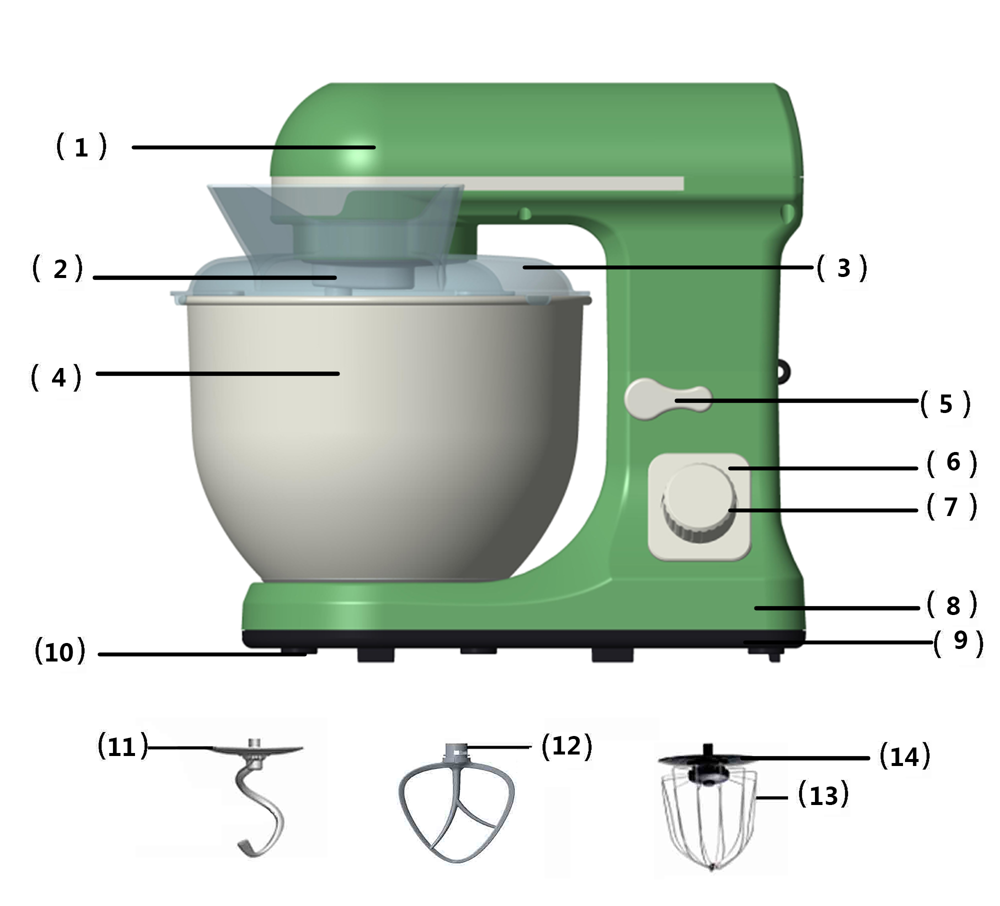 ( 1 )
( 2 )
( 3 )
( 4 )
( 5 )
( 6 )
( 7 )
( 8 )
( 9 )
(10)
(11)
(12)
(14)
(13)